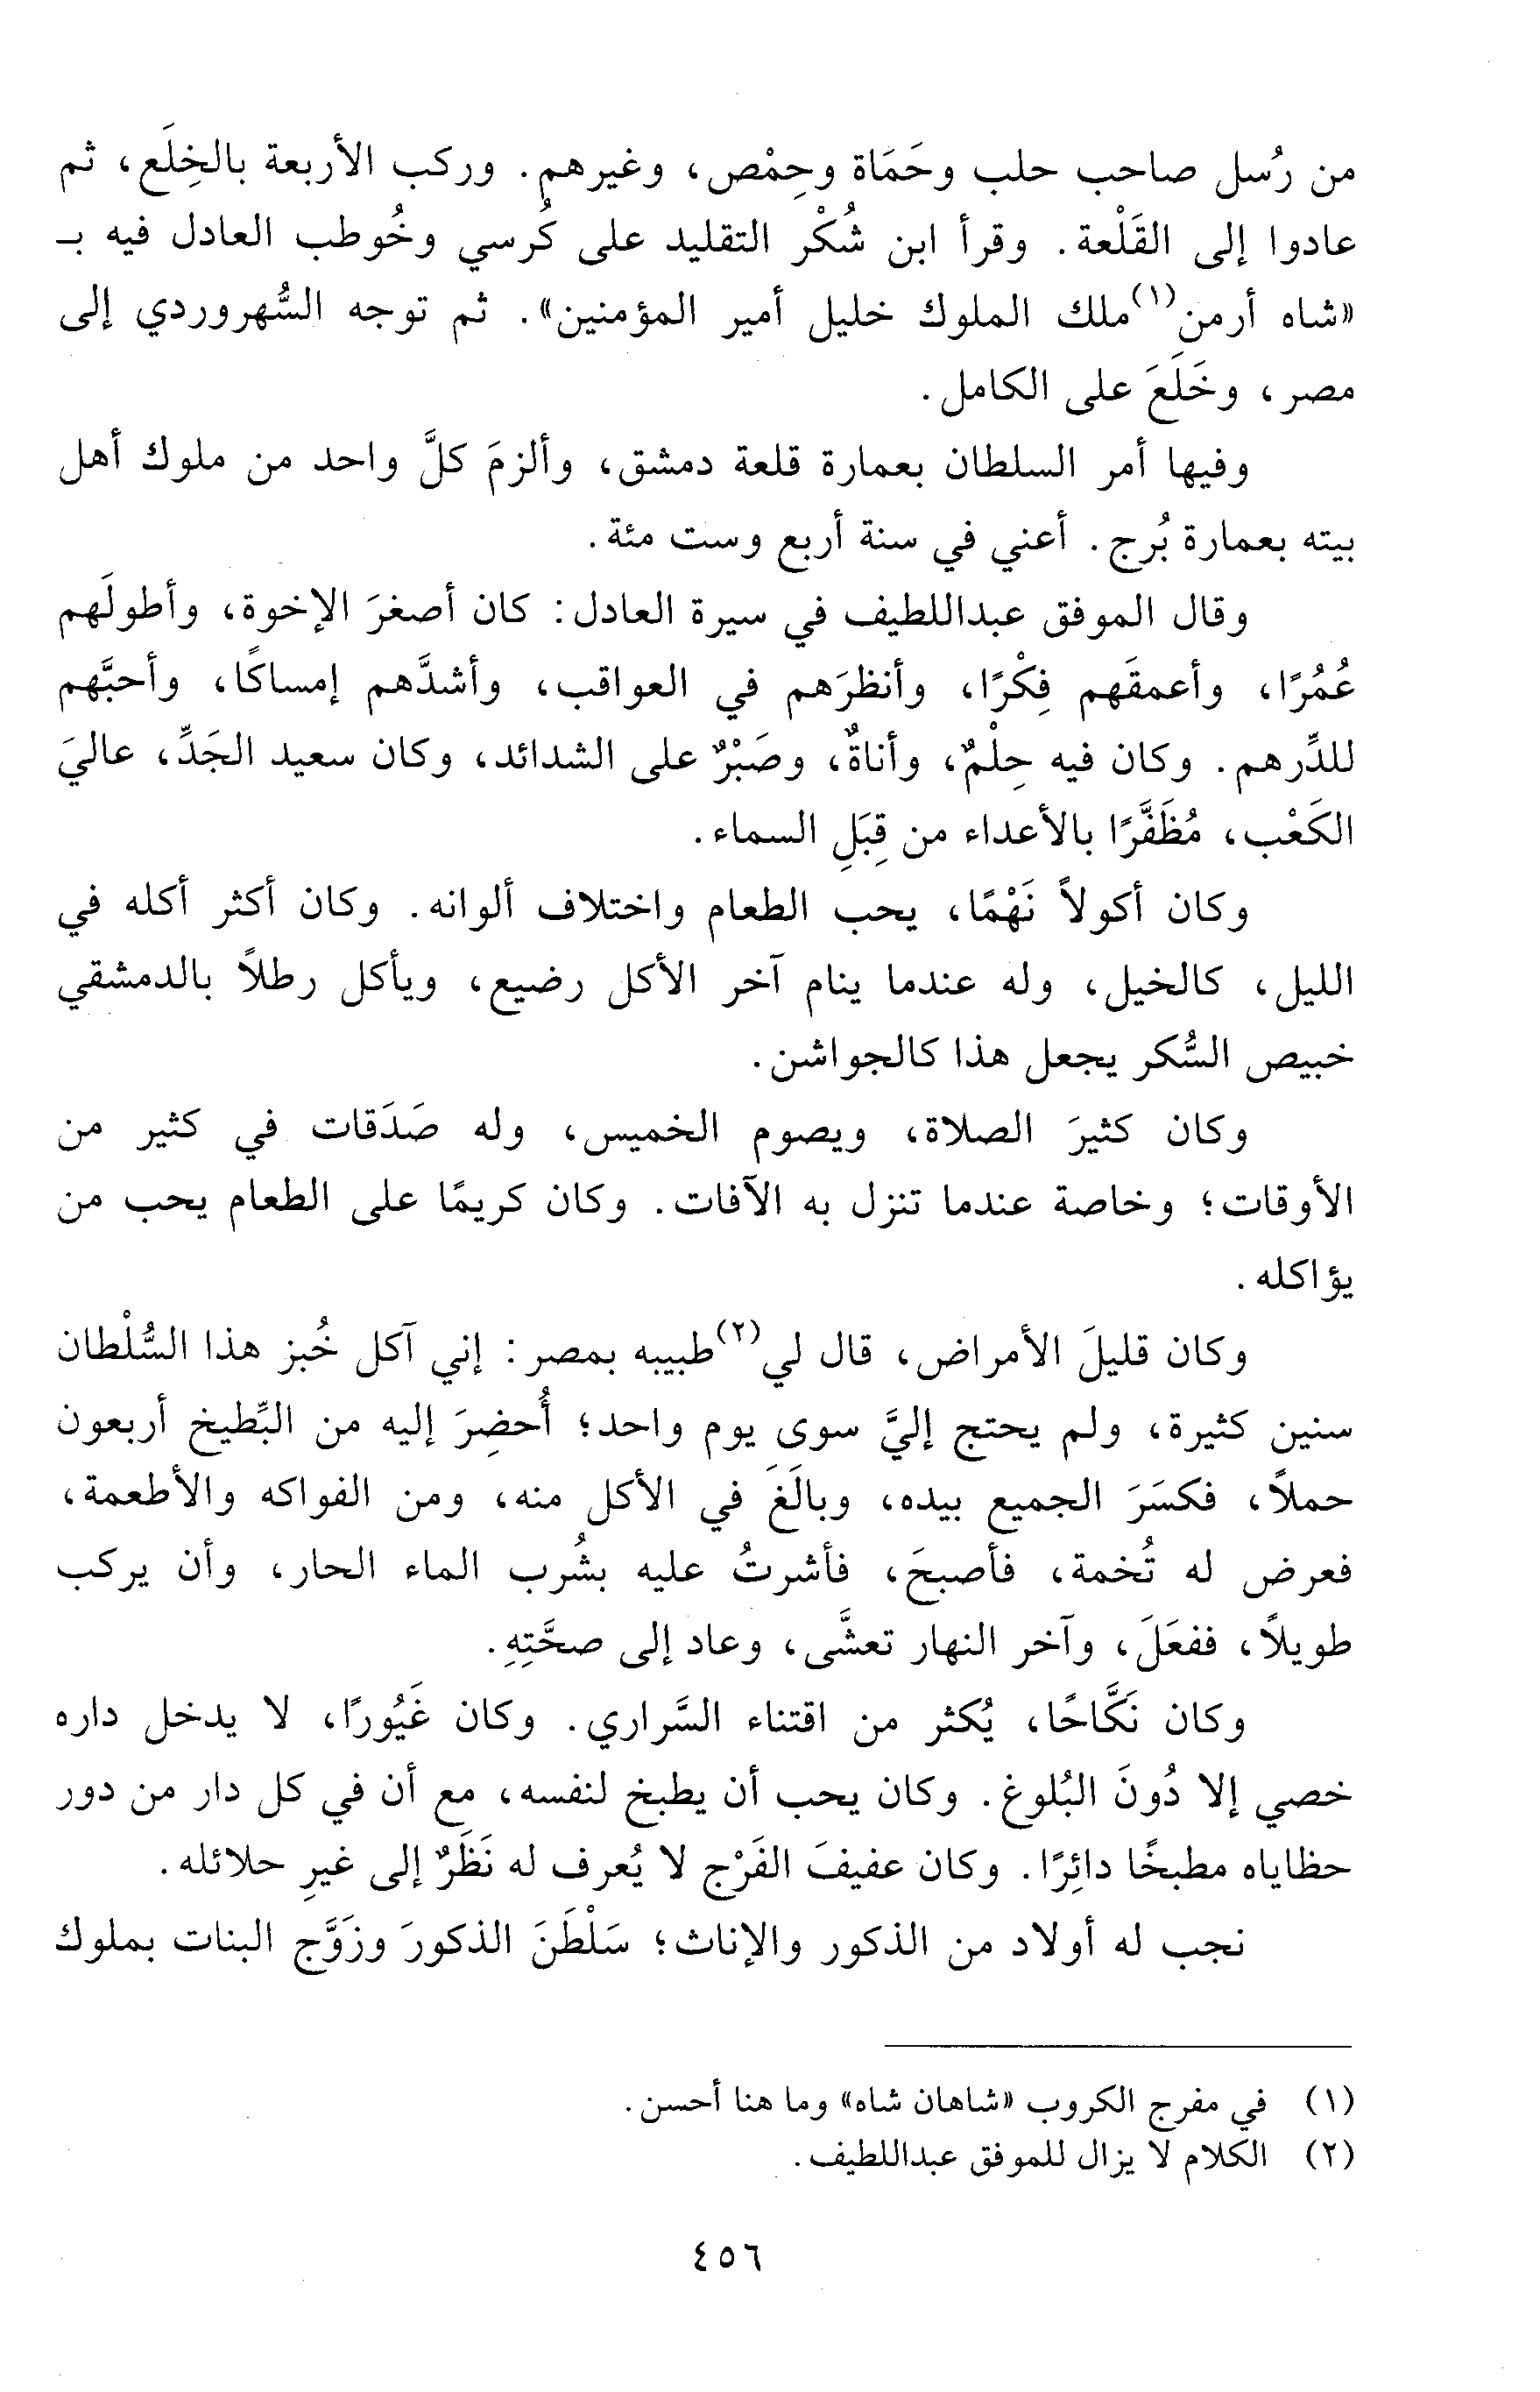 من رُسل صاحب حلب وحَمَاة وحِمْص، وغيرهم. وركب الأربعة بالخِلَع، ثم
عادوا إلى القَلْعة. وقرأ ابن شُكْر التقليد على كُرسي وخُوطب العادل فيه بـ
«شاه أرمن(١) ملك الملوك خليل أمير المؤمنين». ثم توجه السُّهروردي إلى
مصر، وخَلَعَ على الكامل.
وفيها أمر السلطان بعمارة قلعة دمشق، وألزمَ كلَّ واحد من ملوك أهل
بيته بعمارة بُرج. أعني في سنة أربع وست مئة.
وقال الموفق عبداللطيف في سيرة العادل: كان أصغرَ الإخوة، وأطولَهم
عُمُرًا، وأعمقَهم فِكْرًا، وأنظرَهم في العواقب، وأشدَّهم إمساكًا، وأحبَّهم
للدِّرهم. وكان فيه حِلْمٌ، وأناةٌ، وصَبْرٌ على الشدائد، وكان سعيد الجَدِّ، عاليَ
الكَعْب، مُظَفَّرًا بالأعداء من قِبَلِ السماء.
وكان أكولاً نَهْمًا، يحب الطعام واختلاف ألوانه. وكان أكثر أكله في
الليل، كالخيل، وله عندما ينام آخر الأكل رضيع، ويأكل رطلاً بالدمشقي
خبيص السُّكر يجعل هذا كالجواشن.
وكان كثيرَ الصلاة، ويصوم الخميس، وله صَدَقات في كثير من
الأوقات؛ وخاصة عندما تنزل به الآفات. وكان كريمًا على الطعام يحب من
يؤاكله.
وكان قليلَ الأمراض، قال لي(٢) طبيبه بمصر: إني آكل خُبز هذا السُّلْطان
سنين كثيرة، ولم يحتج إليَّ سوى يوم واحد؛ أُحضِرَ إليه من البِّطيخ أربعون
حملاً، فكسَرَ الجميع بيده، وبالَغَ في الأكل منه، ومن الفواكه والأطعمة،
فعرض له تُخمة، فأصبحَ، فأشرتُ عليه بشُرب الماء الحار، وأن يركب
طويلاً، ففعَلَ، وآخر النهار تعشَّى، وعاد إلى صحَّتِهِ.
وكان نَكَّاحًا، يُكثر من اقتناء السَّراري. وكان غَيُورًا، لا يدخل داره
خصي إلا دُونَ البُلوغ. وكان يحب أن يطبخ لنفسه، مع أن في كل دار من دور
حظاياه مطبخًا دائِرًا. وكان عفيفَ الفَرْج لا يُعرف له نَظَرٌ إلى غيرِ حلائله.
نجب له أولاد من الذكور والإناث؛ سَلْطَنَ الذكورَ وزَوَّج البنات بملوك
(١) في مفرج الكروب «شاهان شاه» وما هنا أحسن.
(٢) الكلام لا يزال للموفق عبداللطيف.
٤٥٦